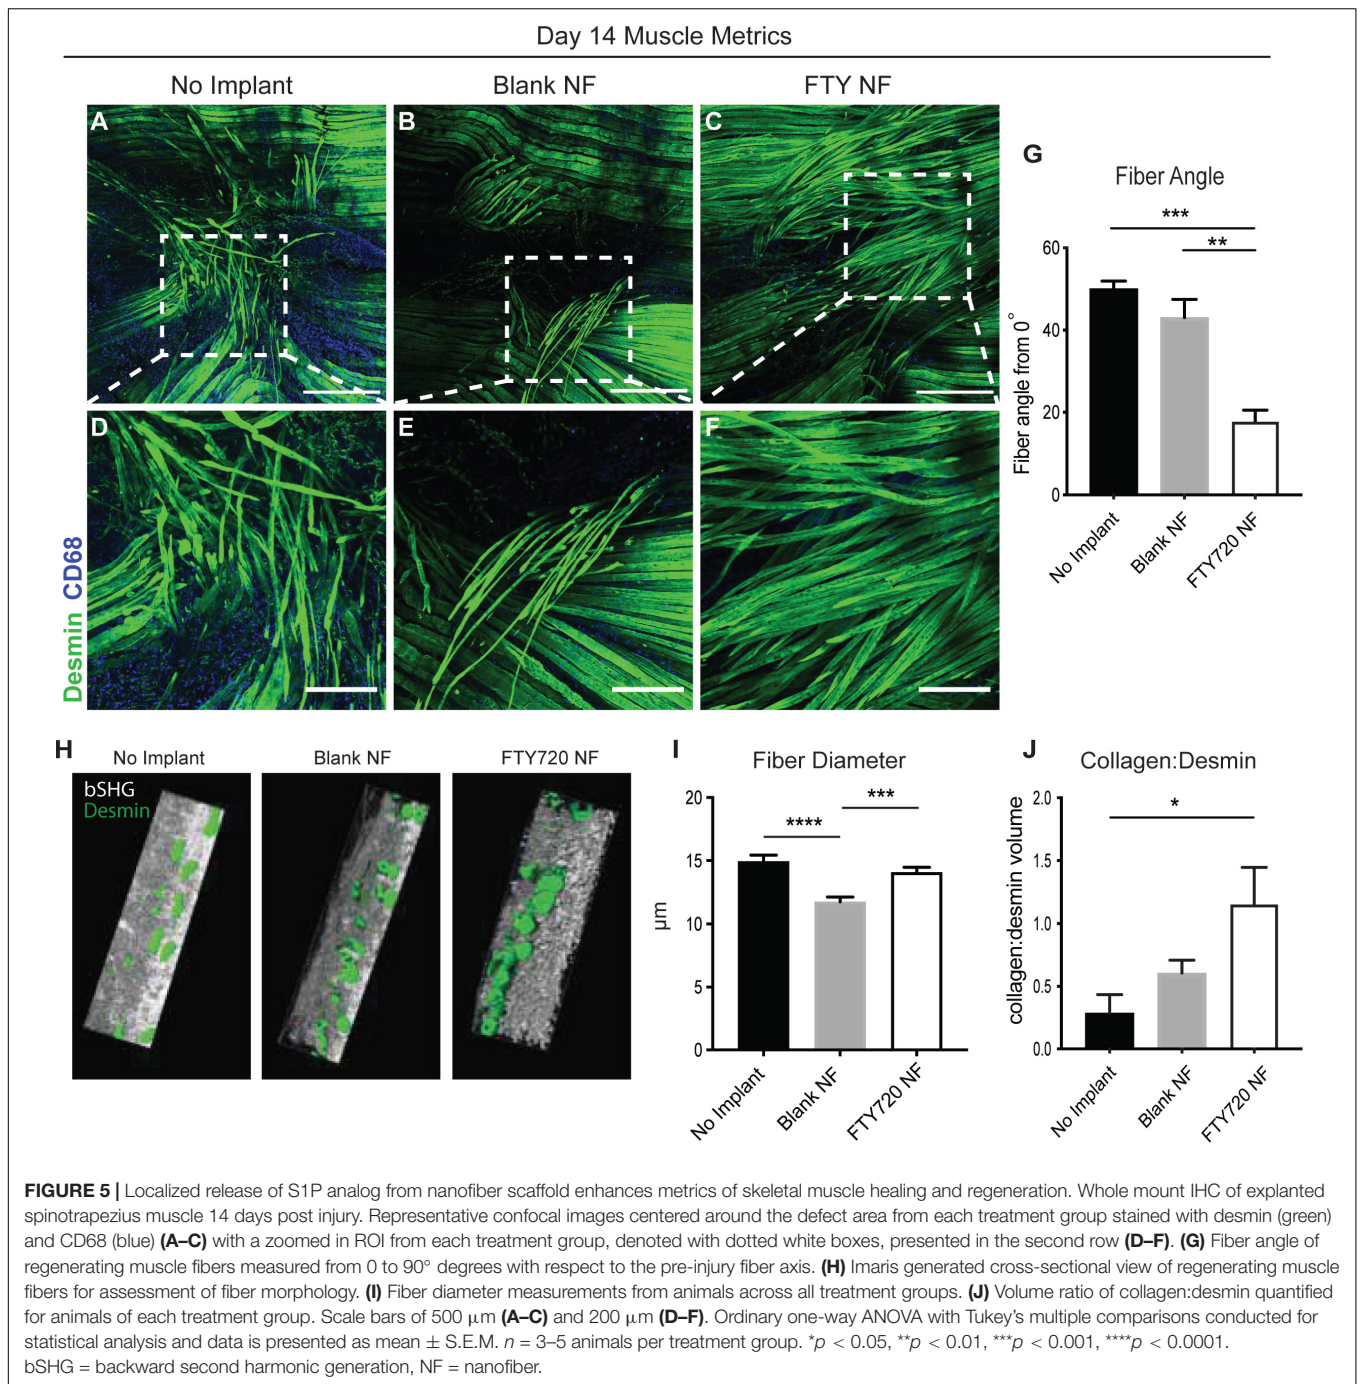 Day 14 Muscle Metrics
No Implant
Blank NF
FTY NF
A
B
C
D
E
F
Desmin CD68
G
Fiber Angle
***
**
60
40
20
0
Fiber angle from 0°
No Implant
Blank NF
FTY720 NF
H
No Implant
Blank NF
FTY720 NF
bSHG
Desmin
I
Fiber Diameter
****
***
20
15
10
5
0
μm
No Implant
Blank NF
FTY720 NF
J
Collagen:Desmin
*
2.0
1.5
1.0
0.5
0.0
collagen:desmin volume
No Implant
Blank NF
FTY720 NF
FIGURE 5 | Localized release of S1P analog from nanofiber scaffold enhances metrics of skeletal muscle healing and regeneration. Whole mount IHC of explanted
spinotrapezius muscle 14 days post injury. Representative confocal images centered around the defect area from each treatment group stained with desmin (green)
and CD68 (blue) (A–C) with a zoomed in ROI from each treatment group, denoted with dotted white boxes, presented in the second row (D–F). (G) Fiber angle of
regenerating muscle fibers measured from 0 to 90° degrees with respect to the pre-injury fiber axis. (H) Imaris generated cross-sectional view of regenerating muscle
fibers for assessment of fiber morphology. (I) Fiber diameter measurements from animals across all treatment groups. (J) Volume ratio of collagen:desmin quantified
for animals of each treatment group. Scale bars of 500 μm (A–C) and 200 μm (D–F). Ordinary one-way ANOVA with Tukey's multiple comparisons conducted for
statistical analysis and data is presented as mean ± S.E.M. n = 3–5 animals per treatment group. *p < 0.05, **p < 0.01, ***p < 0.001, ****p < 0.0001.
bSHG = backward second harmonic generation, NF = nanofiber.